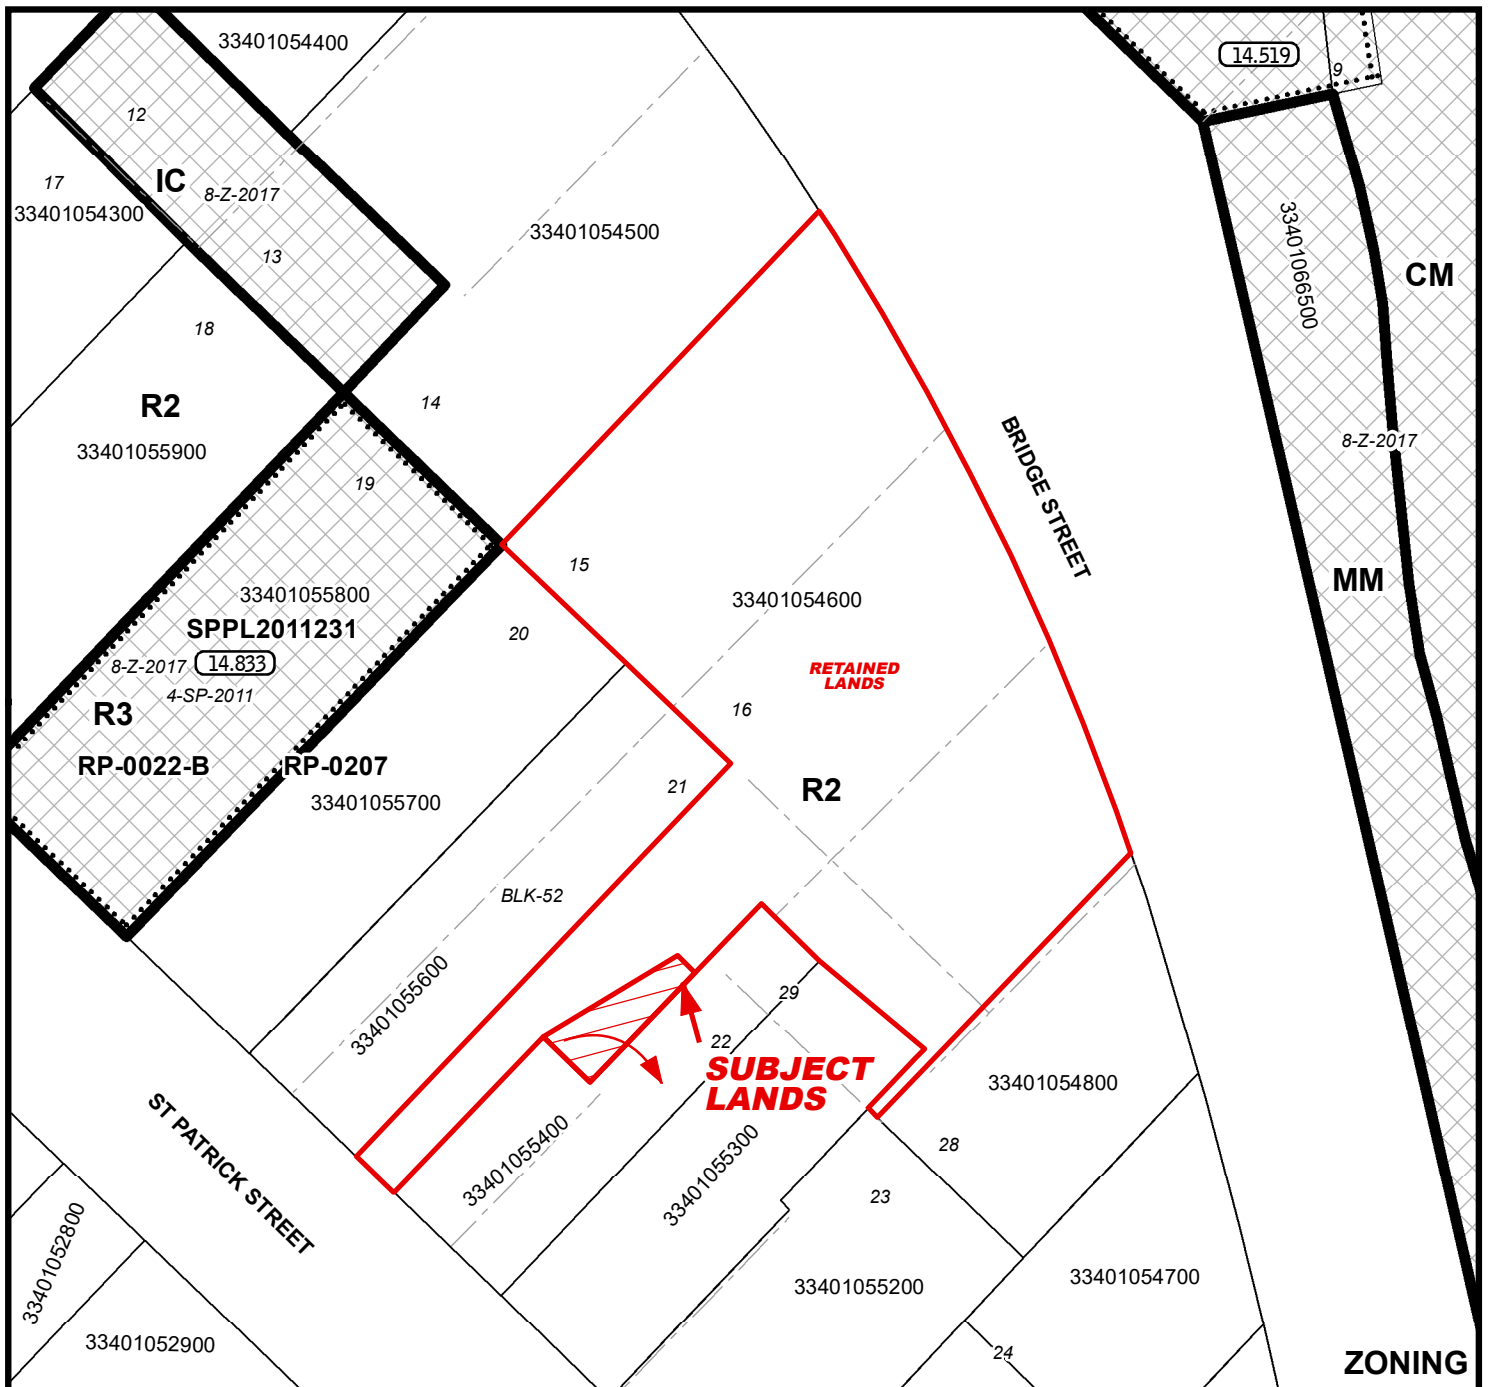 33401054400
14.519
9
12
IC
8-Z-2017
17
33401054300
13
33401054500
33401066500
CM
18
R2
33401055900
14
19
BRIDGE STREET
8-Z-2017
15
33401055800
SPPL2011231
20
33401054600
MM
8-Z-2017
14.833
4-SP-2011
RETAINED
LANDS
R3
16
RP-0022-B
RP-0207
33401055700
21
R2
BLK-52
33401055600
29
22
SUBJECT
LANDS
33401054800
ST PATRICK STREET
33401055400
33401055300
28
23
33401052800
33401055200
33401054700
33401052900
24
ZONING